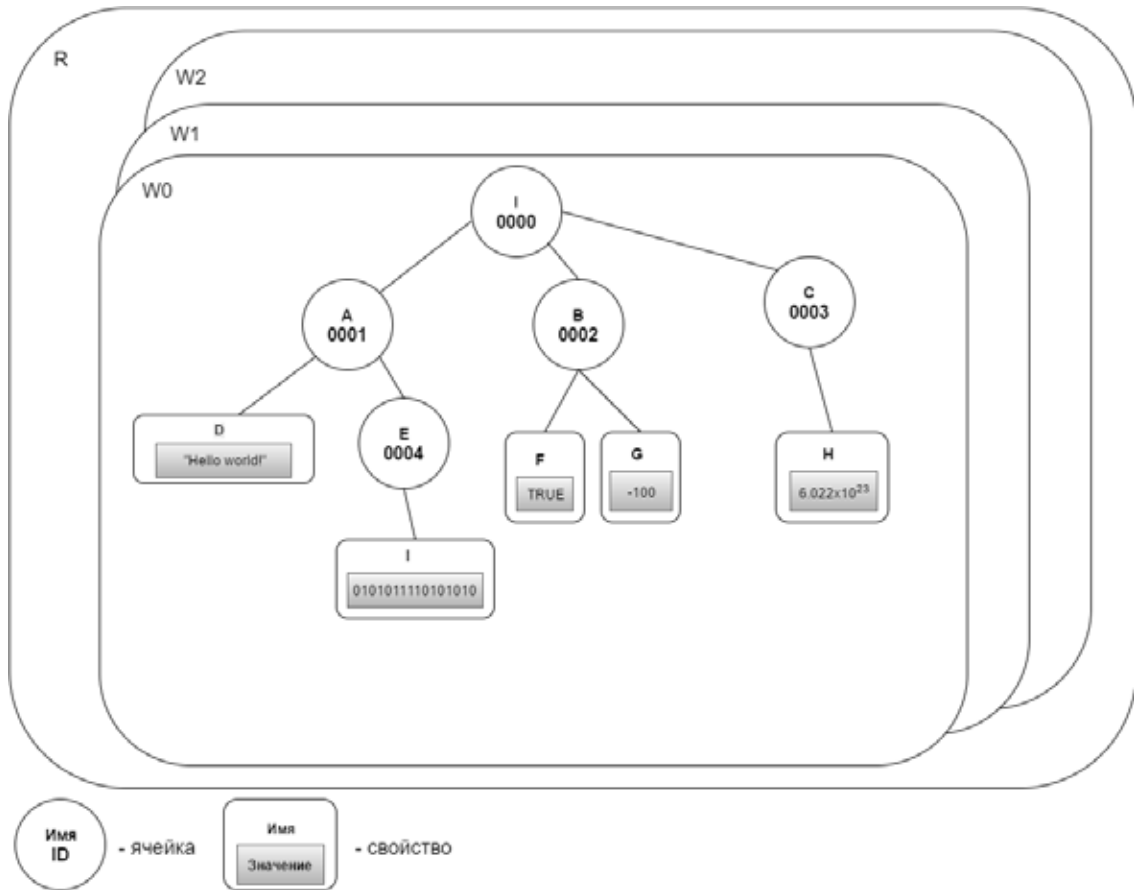 R
W2
W1
W0
I
0000
A
0001
B
0002
C
0003
D
"Hello world!"
E
0004
F
TRUE
G
-100
H
6.022x10²³
I
0101011110101010
Имя
ID
- ячейка
Имя
Значение
- свойство